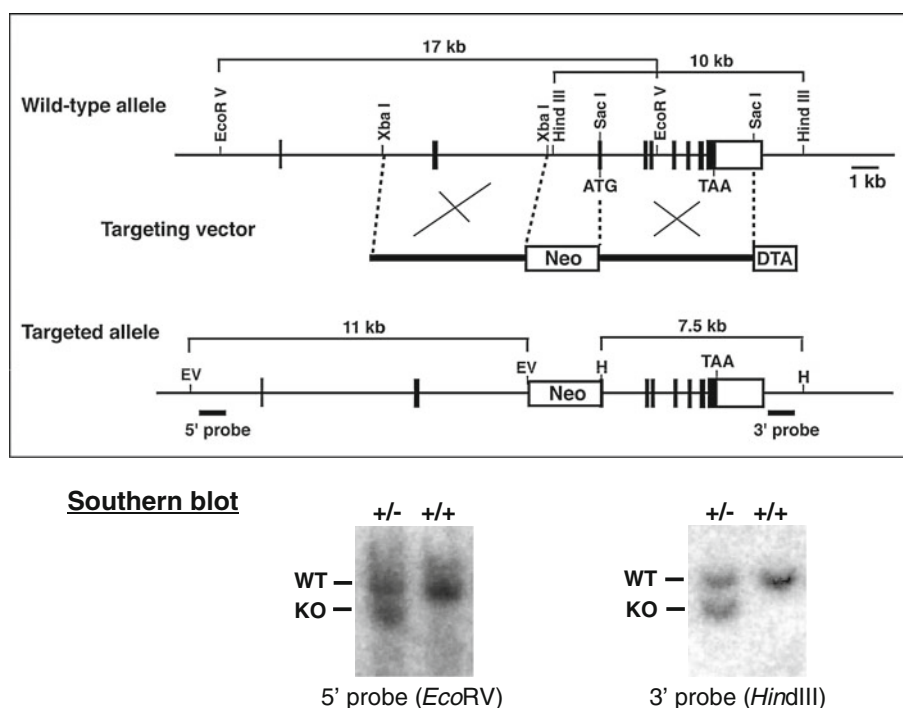 17 kb
10 kb
Wild-type allele
EcoR V
Xba I
Xba I
Hind III
Sac I
EcoR V
Sac I
Hind III
ATG
TAA
1 kb
Targeting vector
Neo
DTA
Targeted allele
11 kb
7.5 kb
EV
EV
H
TAA
H
Neo
5' probe
3' probe
Southern blot
+/- +/+
+/- +/+
WT
KO
WT
KO
5’ probe (EcoRV)
3’ probe (HindIII)